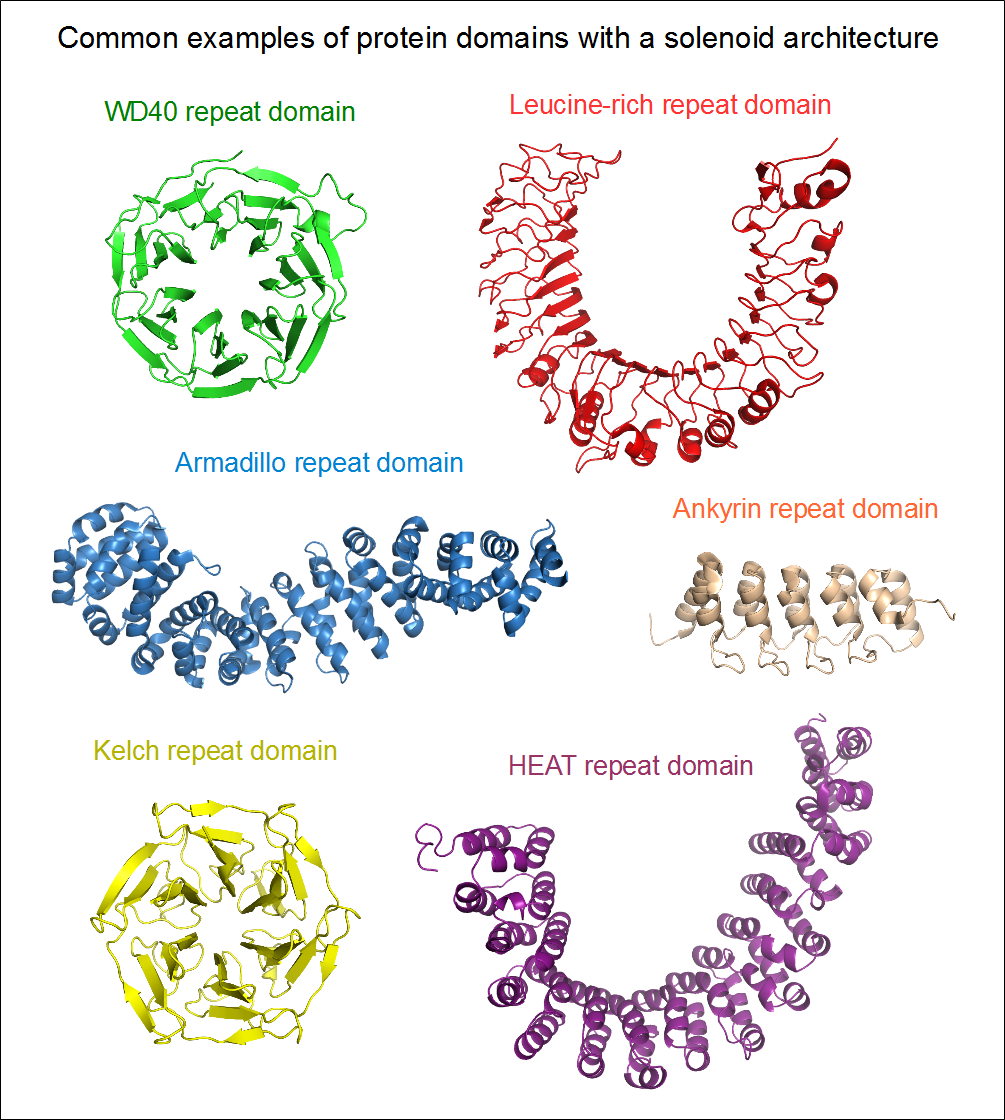 Common examples of protein domains with a solenoid architecture
WD40 repeat domain
Leucine-rich repeat domain
Armadillo repeat domain
Ankyrin repeat domain
Kelch repeat domain
HEAT repeat domain